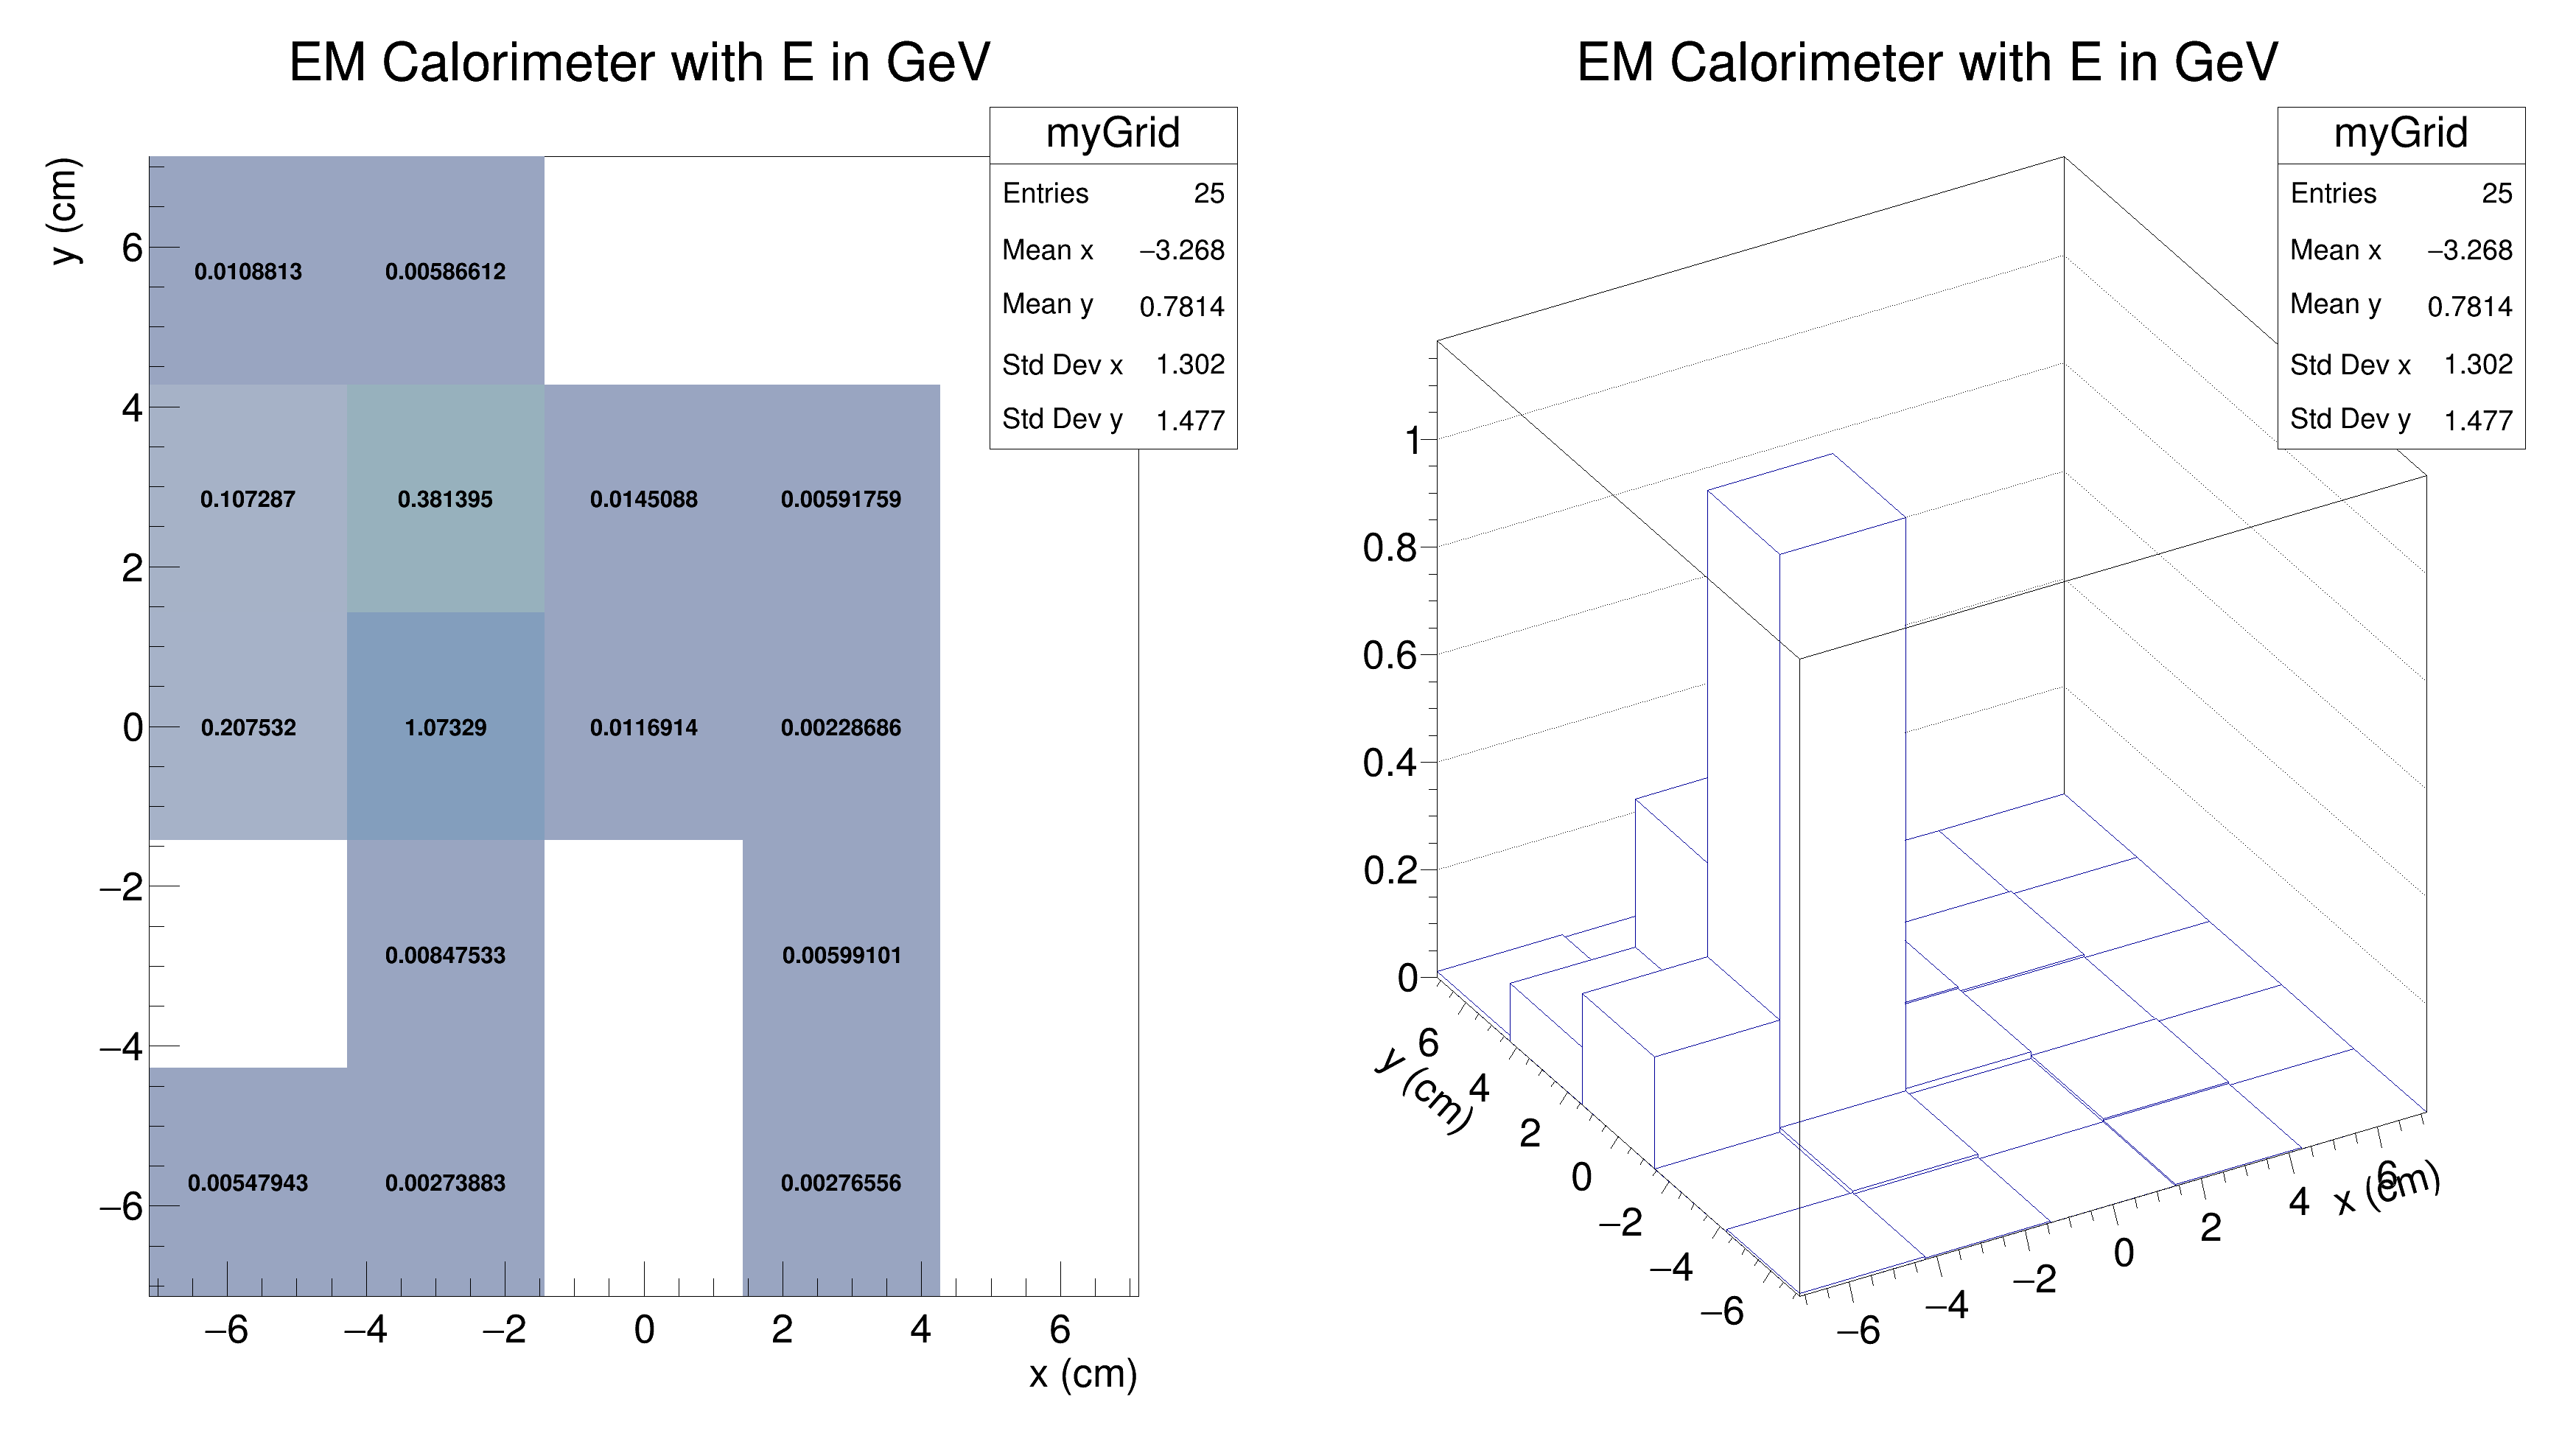 EM Calorimeter with E in GeV
myGrid
Entries 25
Mean x −3.268
Mean y 0.7814
Std Dev x 1.302
Std Dev y 1.477
y (cm)
6
4
2
0
−2
−4
−6
0.0108813 0.00586612
0.107287 0.381395 0.0145088 0.00591759
0.207532 1.07329 0.0116914 0.00228686
0.00847533 0.00599101
0.00547943 0.00273883 0.00276556
−6 −4 −2 0 2 4 6
x (cm)
EM Calorimeter with E in GeV
myGrid
Entries 25
Mean x −3.268
Mean y 0.7814
Std Dev x 1.302
Std Dev y 1.477
1
0.8
0.6
0.4
0.2
0
y (cm)
6
4
2
0
−2
−4
−6
−6 −4 −2 0 2 4 6
x (cm)